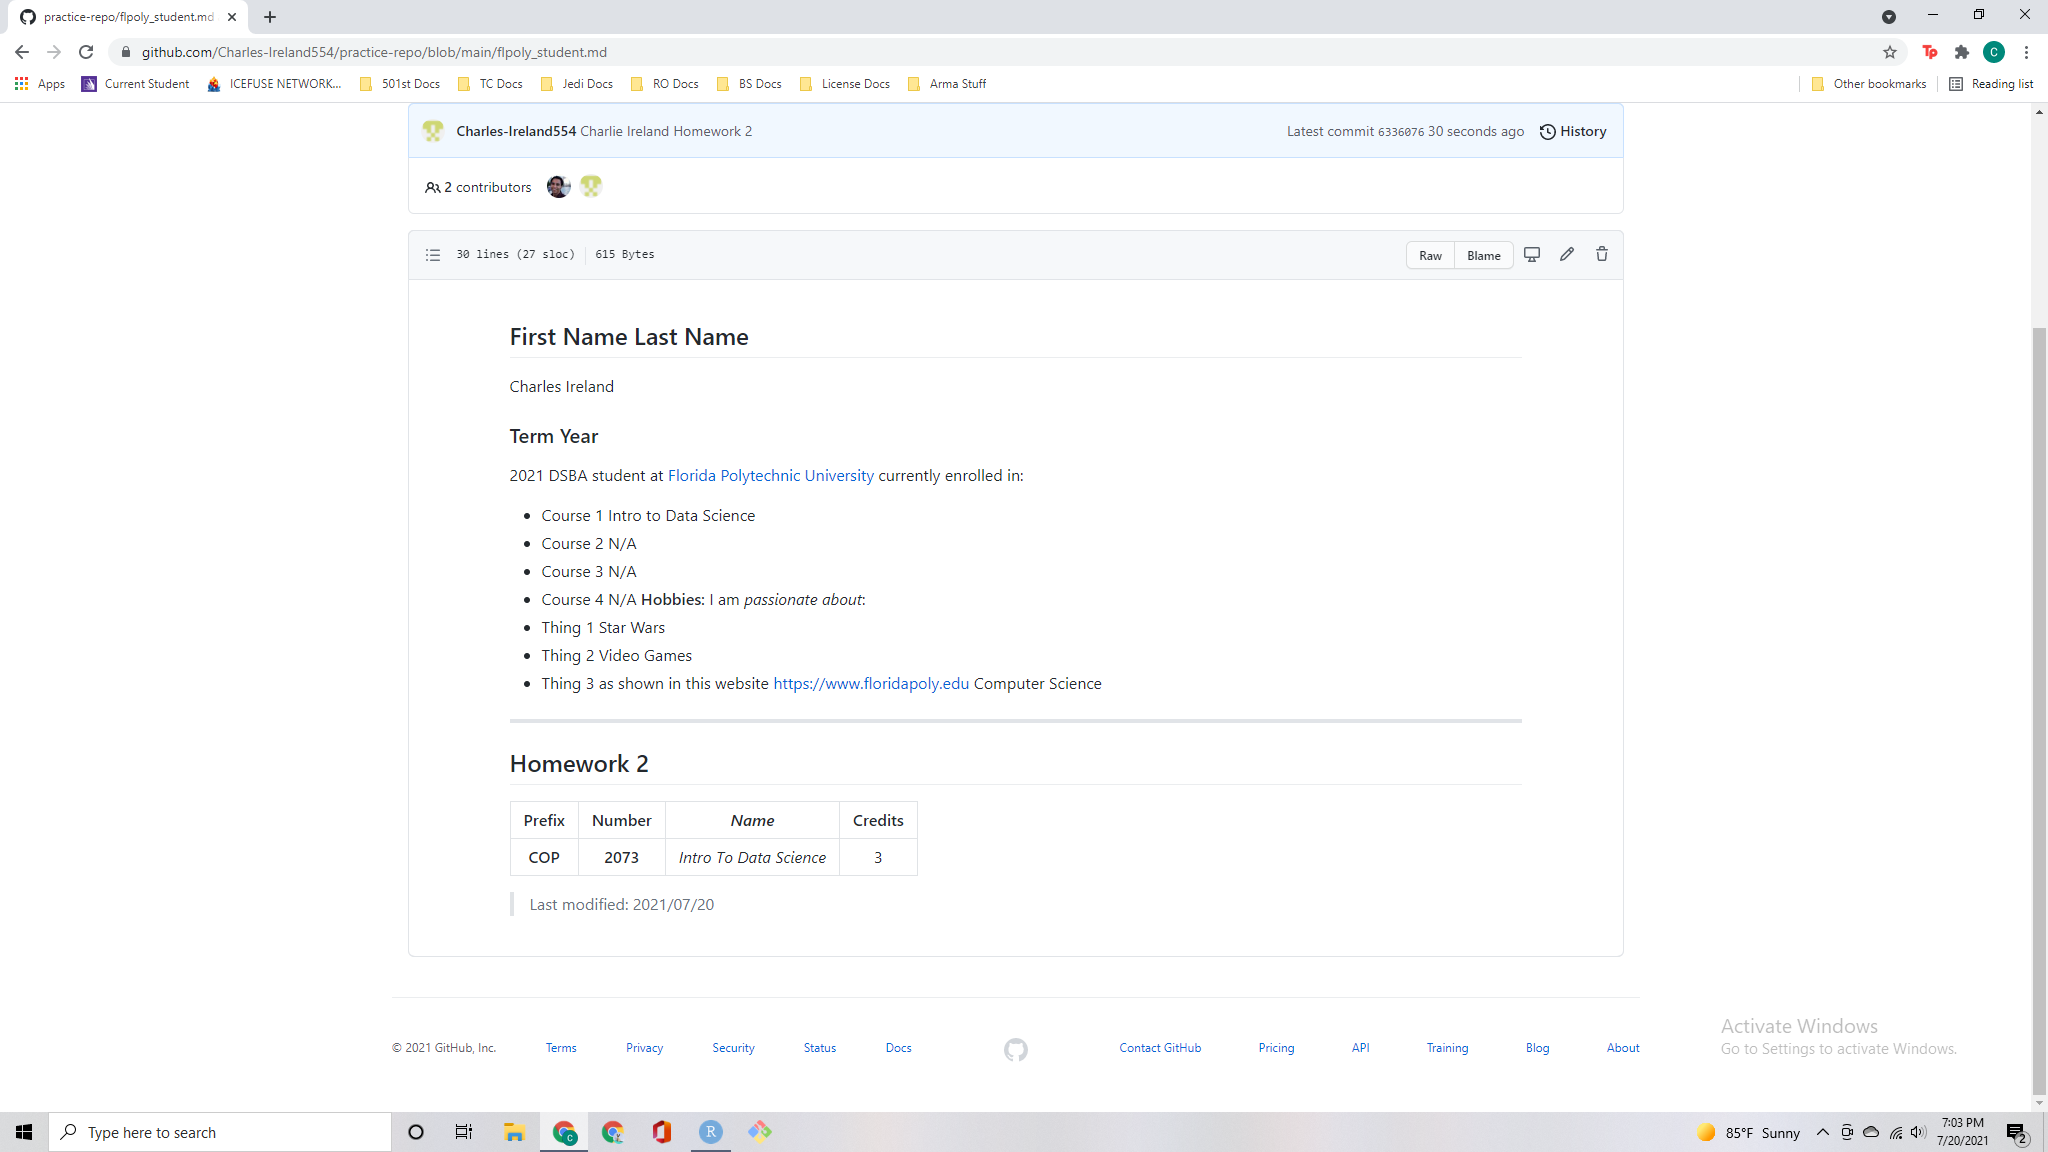 practice-repo/flpoly_student.md
github.com/Charles-Ireland554/practice-repo/blob/main/flpoly_student.md
Apps Current Student ICEFUSE NETWORK... 501st Docs TC Docs Jedi Docs RO Docs BS Docs License Docs Arma Stuff Other bookmarks Reading list
Charles-Ireland554 Charlie Ireland Homework 2 Latest commit 6336076 30 seconds ago History
2 contributors
30 lines (27 sloc) 615 Bytes Raw Blame
First Name Last Name
Charles Ireland
Term Year
2021 DSBA student at Florida Polytechnic University currently enrolled in:
• Course 1 Intro to Data Science
• Course 2 N/A
• Course 3 N/A
• Course 4 N/A Hobbies: I am passionate about:
• Thing 1 Star Wars
• Thing 2 Video Games
• Thing 3 as shown in this website https://www.floridapoly.edu Computer Science
Homework 2
Prefix Number Name Credits
COP 2073 Intro To Data Science 3
Last modified: 2021/07/20
Activate Windows
Go to Settings to activate Windows.
© 2021 GitHub, Inc. Terms Privacy Security Status Docs Contact GitHub Pricing API Training Blog About
Type here to search
85°F Sunny
7:03 PM
7/20/2021
2